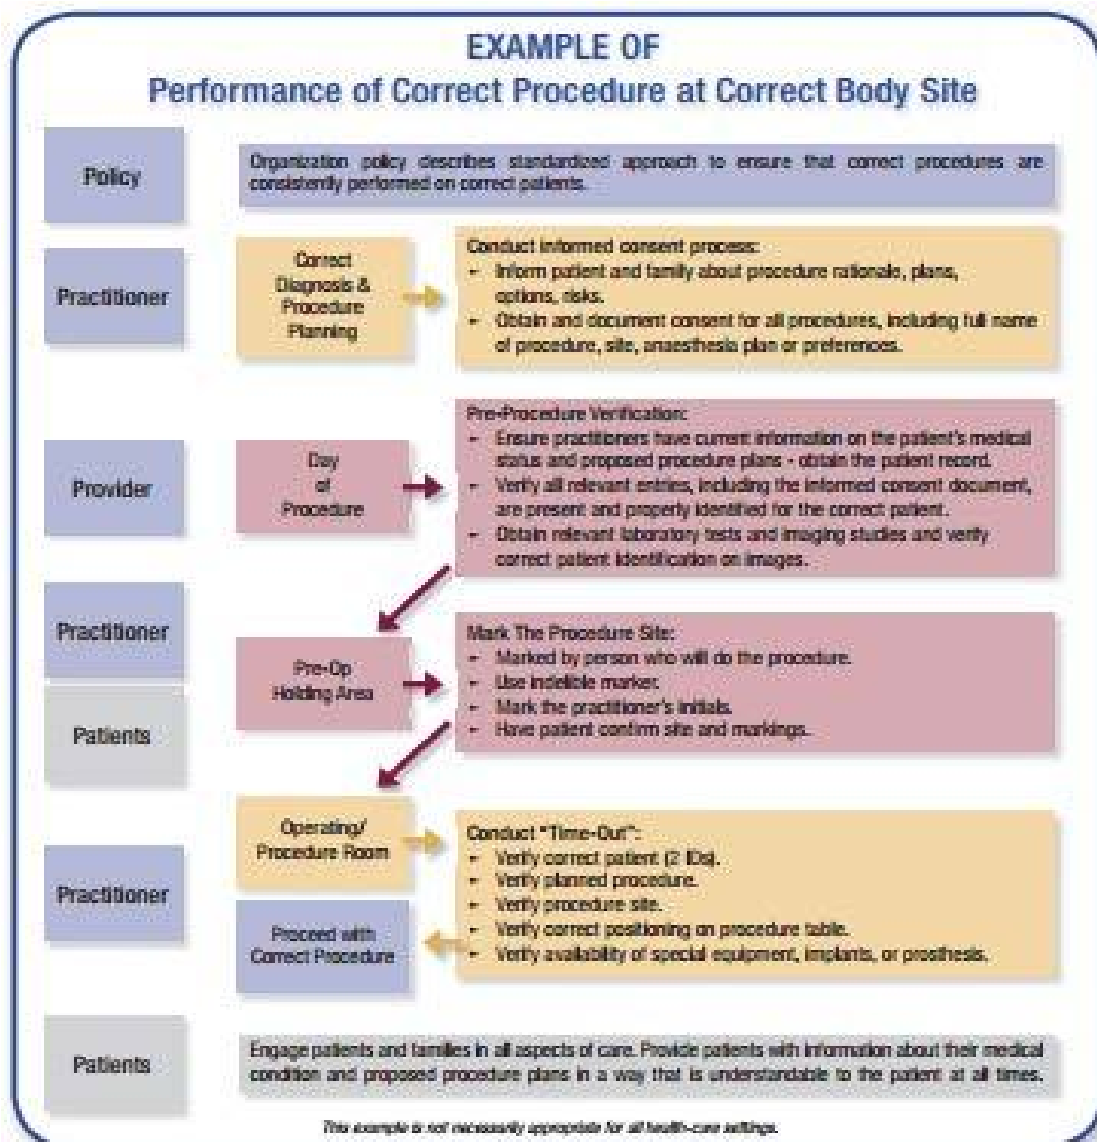 EXAMPLE OF
Performance of Correct Procedure at Correct Body Site
Policy
Organization policy describes standardized approach to ensure that correct procedures are
consistently performed on correct patients.
Practitioner
Correct
Diagnosis &
Procedure
Planning
Conduct informed consent process:
- Inform patient and family about procedure rationale, plans,
options, risks.
- Obtain and document consent for all procedures, including full name
of procedure, site, anaesthesia plan or preferences.
Provider
Day
of
Procedure
Pre-Procedure Verification:
- Ensure practitioners have current information on the patient's medical
status and proposed procedure plans - obtain the patient record.
- Verify all relevant entries, including the informed consent document,
are present and properly identified for the correct patient.
- Obtain relevant laboratory tests and imaging studies and verify
correct patient identification on images.
Practitioner
Patients
Pre-Op
Holding Area
Mark The Procedure Site:
- Marked by person who will do the procedure.
- Use indelible marker.
- Mark the practitioner's initials.
- Have patient confirm site and markings.
Practitioner
Operating/
Procedure Room
Conduct "Time-Out":
- Verify correct patient (2 IDs).
- Verify planned procedure.
- Verify procedure site.
- Verify correct positioning on procedure table.
- Verify availability of special equipment, implants, or prosthesis.
Proceed with
Correct Procedure
Patients
Engage patients and families in all aspects of care. Provide patients with information about their medical
condition and proposed procedure plans in a way that is understandable to the patient at all times.
This example is not necessarily appropriate for all health-care settings.